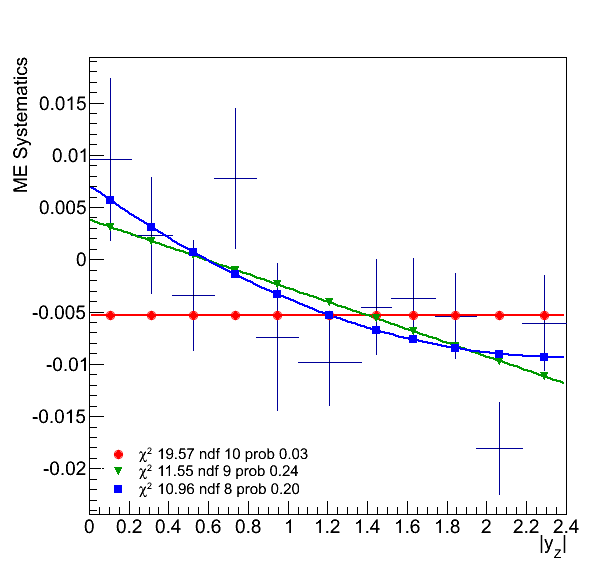 ME Systematics
0.015
0.01
0.005
0
-0.005
-0.01
-0.015
-0.02
χ² 19.57 ndf 10 prob 0.03
χ² 11.55 ndf 9 prob 0.24
χ² 10.96 ndf 8 prob 0.20
0 0.2 0.4 0.6 0.8 1 1.2 1.4 1.6 1.8 2 2.2 2.4
|y_Z|